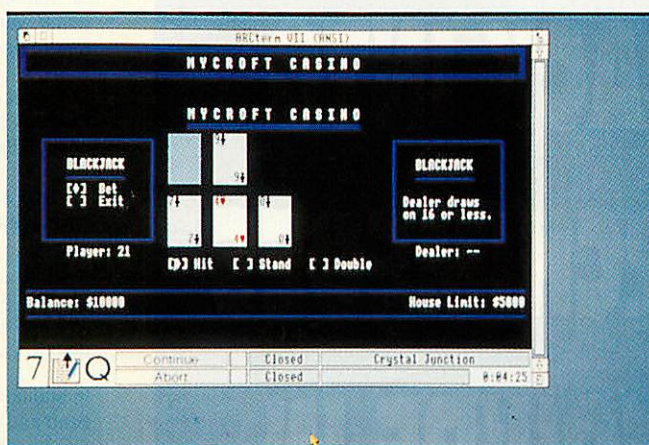 ARCterm VII (ANSI)
MYCROFT CASINO
MYCROFT CASINO
BLACKJACK
[♦] Bet
[ ] Exit
BLACKJACK
Dealer draws
on 16 or less.
Player: 21
Dealer: --
[♦] Hit [ ] Stand [ ] Double
Balance: $10000
House Limit: $5000
7 Q
Continue Closed Crystal Junction
Abort Closed 0:04:25